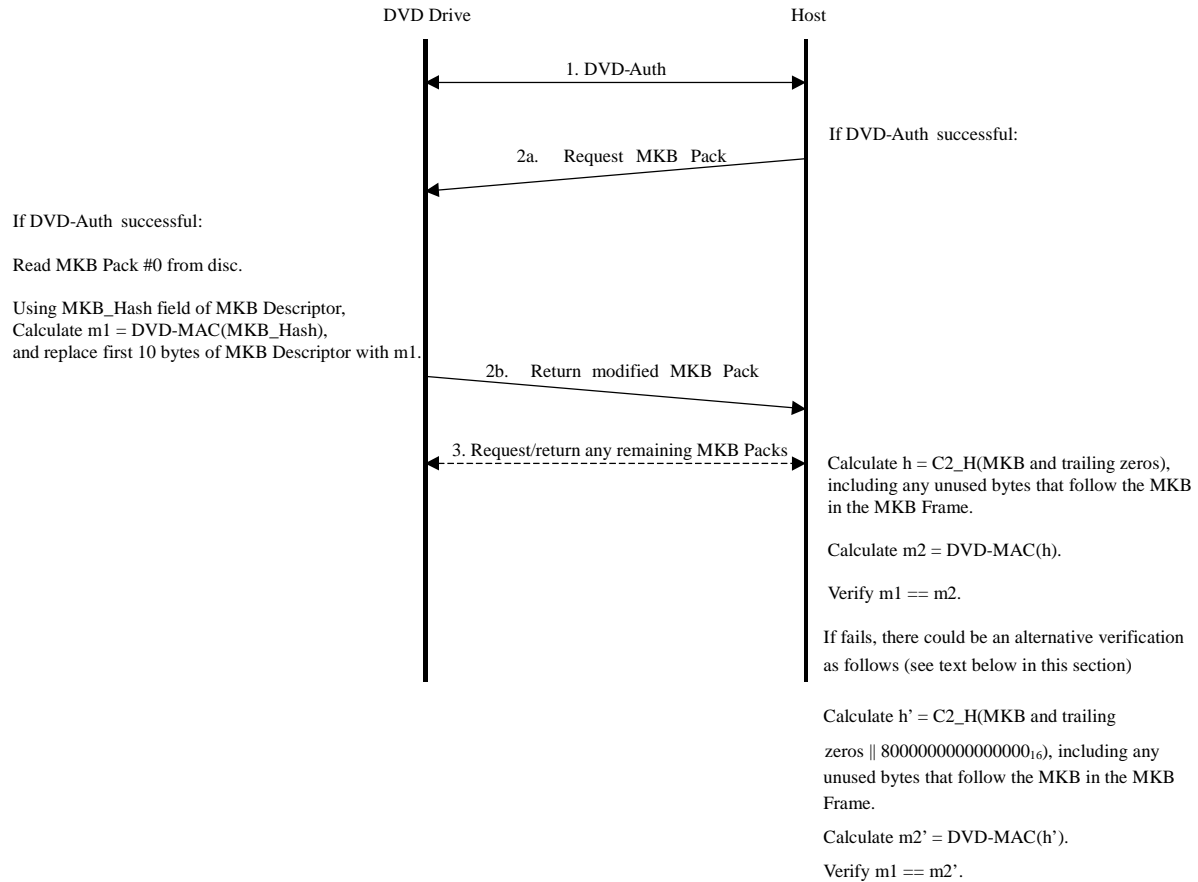 DVD Drive
Host
1. DVD-Auth
If DVD-Auth successful:
2a. Request MKB Pack
If DVD-Auth successful:
Read MKB Pack #0 from disc.
Using MKB_Hash field of MKB Descriptor,
Calculate m1 = DVD-MAC(MKB_Hash),
and replace first 10 bytes of MKB Descriptor with m1.
2b. Return modified MKB Pack
3. Request/return any remaining MKB Packs
Calculate h = C2_H(MKB and trailing zeros),
including any unused bytes that follow the MKB
in the MKB Frame.
Calculate m2 = DVD-MAC(h).
Verify m1 == m2.
If fails, there could be an alternative verification
as follows (see text below in this section)
Calculate h’ = C2_H(MKB and trailing
zeros || 8000000000000000₁₆), including any
unused bytes that follow the MKB in the MKB
Frame.
Calculate m2’ = DVD-MAC(h’).
Verify m1 == m2’.